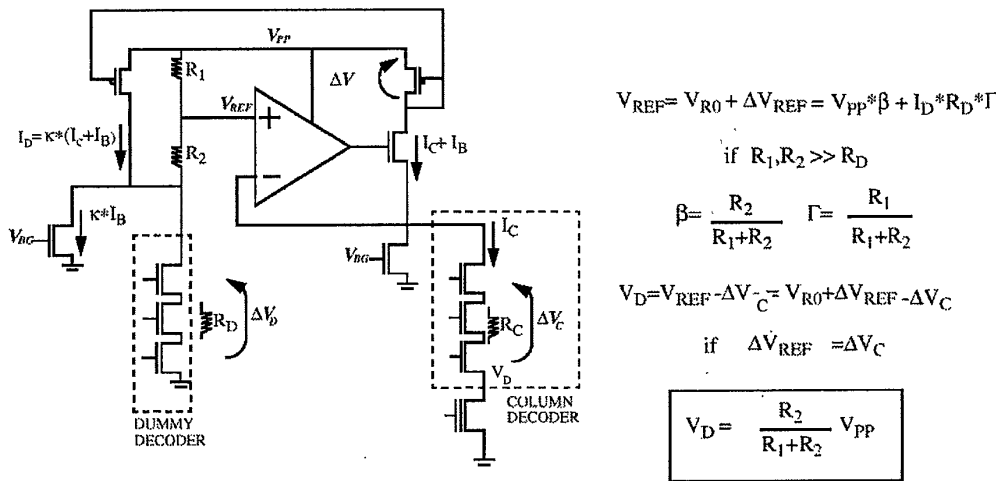 V_PP
R_1
ΔV
V_REF
+
I_D = κ*(I_C+I_B)
R_2
−
I_C + I_B
κ*I_B
V_BG
I_C
V_BG
R_D
ΔV_D
R_C
ΔV_C
V_D
DUMMY
DECODER
COLUMN
DECODER
V_REF = V_R0 + ΔV_REF = V_PP*β + I_D*R_D*Γ
if R_1,R_2 >> R_D
β= R_2/(R_1+R_2) Γ= R_1/(R_1+R_2)
V_D=V_REF-ΔV_C = V_R0+ΔV_REF-ΔV_C
if ΔV_REF =ΔV_C
V_D = R_2/(R_1+R_2) V_PP